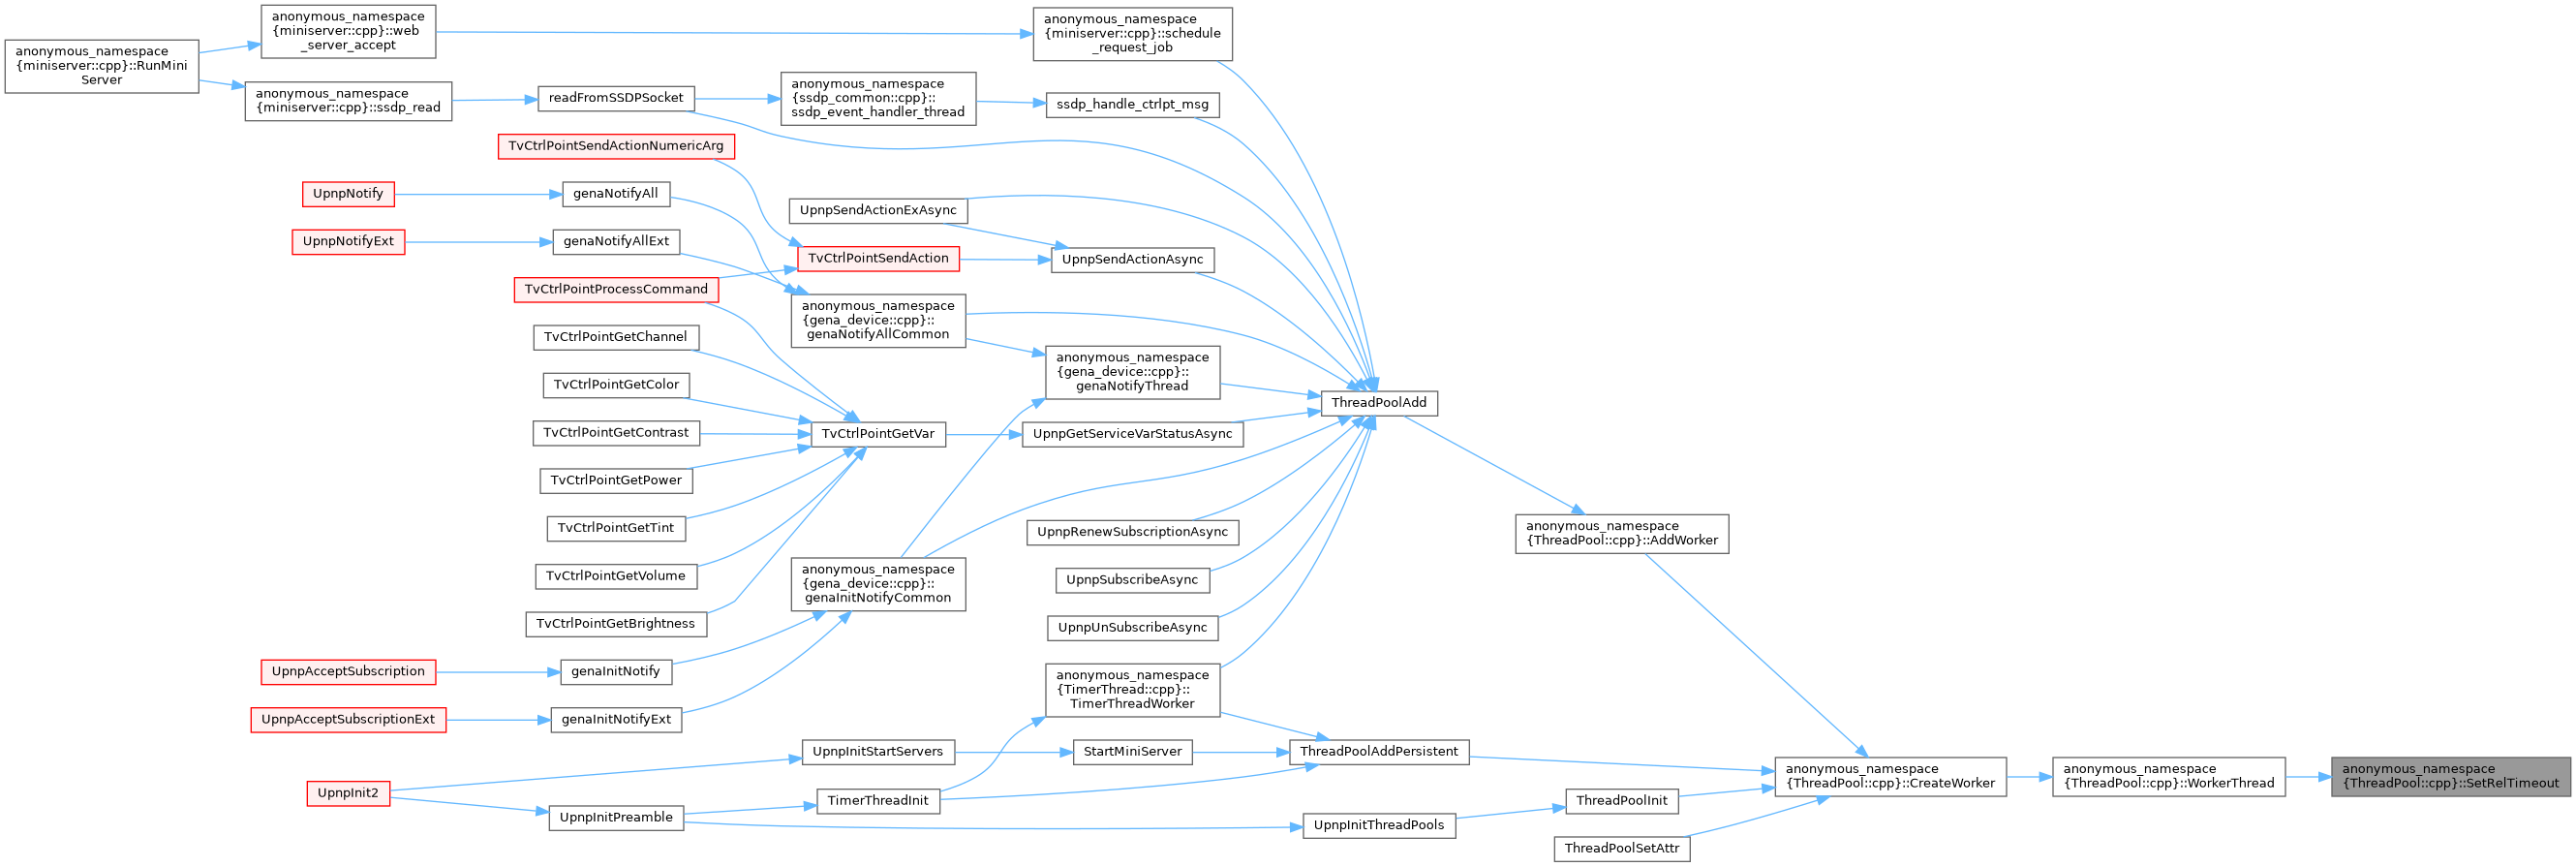 anonymous_namespace
{miniserver::cpp}::RunMini
Server
anonymous_namespace
{miniserver::cpp}::web
_server_accept
anonymous_namespace
{miniserver::cpp}::ssdp_read
readFromSSDPSocket
anonymous_namespace
{ssdp_common::cpp}::
ssdp_event_handler_thread
anonymous_namespace
{miniserver::cpp}::schedule
_request_job
ssdp_handle_ctrlpt_msg
TvCtrlPointSendActionNumericArg
UpnpNotify
genaNotifyAll
UpnpSendActionExAsync
UpnpNotifyExt
genaNotifyAllExt
TvCtrlPointSendAction
UpnpSendActionAsync
TvCtrlPointProcessCommand
anonymous_namespace
{gena_device::cpp}::
genaNotifyAllCommon
TvCtrlPointGetChannel
anonymous_namespace
{gena_device::cpp}::
genaNotifyThread
TvCtrlPointGetColor
ThreadPoolAdd
TvCtrlPointGetContrast
TvCtrlPointGetVar
UpnpGetServiceVarStatusAsync
TvCtrlPointGetPower
TvCtrlPointGetTint
UpnpRenewSubscriptionAsync
anonymous_namespace
{ThreadPool::cpp}::AddWorker
TvCtrlPointGetVolume
anonymous_namespace
{gena_device::cpp}::
genaInitNotifyCommon
UpnpSubscribeAsync
TvCtrlPointGetBrightness
UpnpUnSubscribeAsync
UpnpAcceptSubscription
genaInitNotify
anonymous_namespace
{TimerThread::cpp}::
TimerThreadWorker
UpnpAcceptSubscriptionExt
genaInitNotifyExt
UpnpInitStartServers
StartMiniServer
ThreadPoolAddPersistent
anonymous_namespace
{ThreadPool::cpp}::CreateWorker
anonymous_namespace
{ThreadPool::cpp}::WorkerThread
anonymous_namespace
{ThreadPool::cpp}::SetRelTimeout
UpnpInit2
TimerThreadInit
ThreadPoolInit
UpnpInitPreamble
UpnpInitThreadPools
ThreadPoolSetAttr